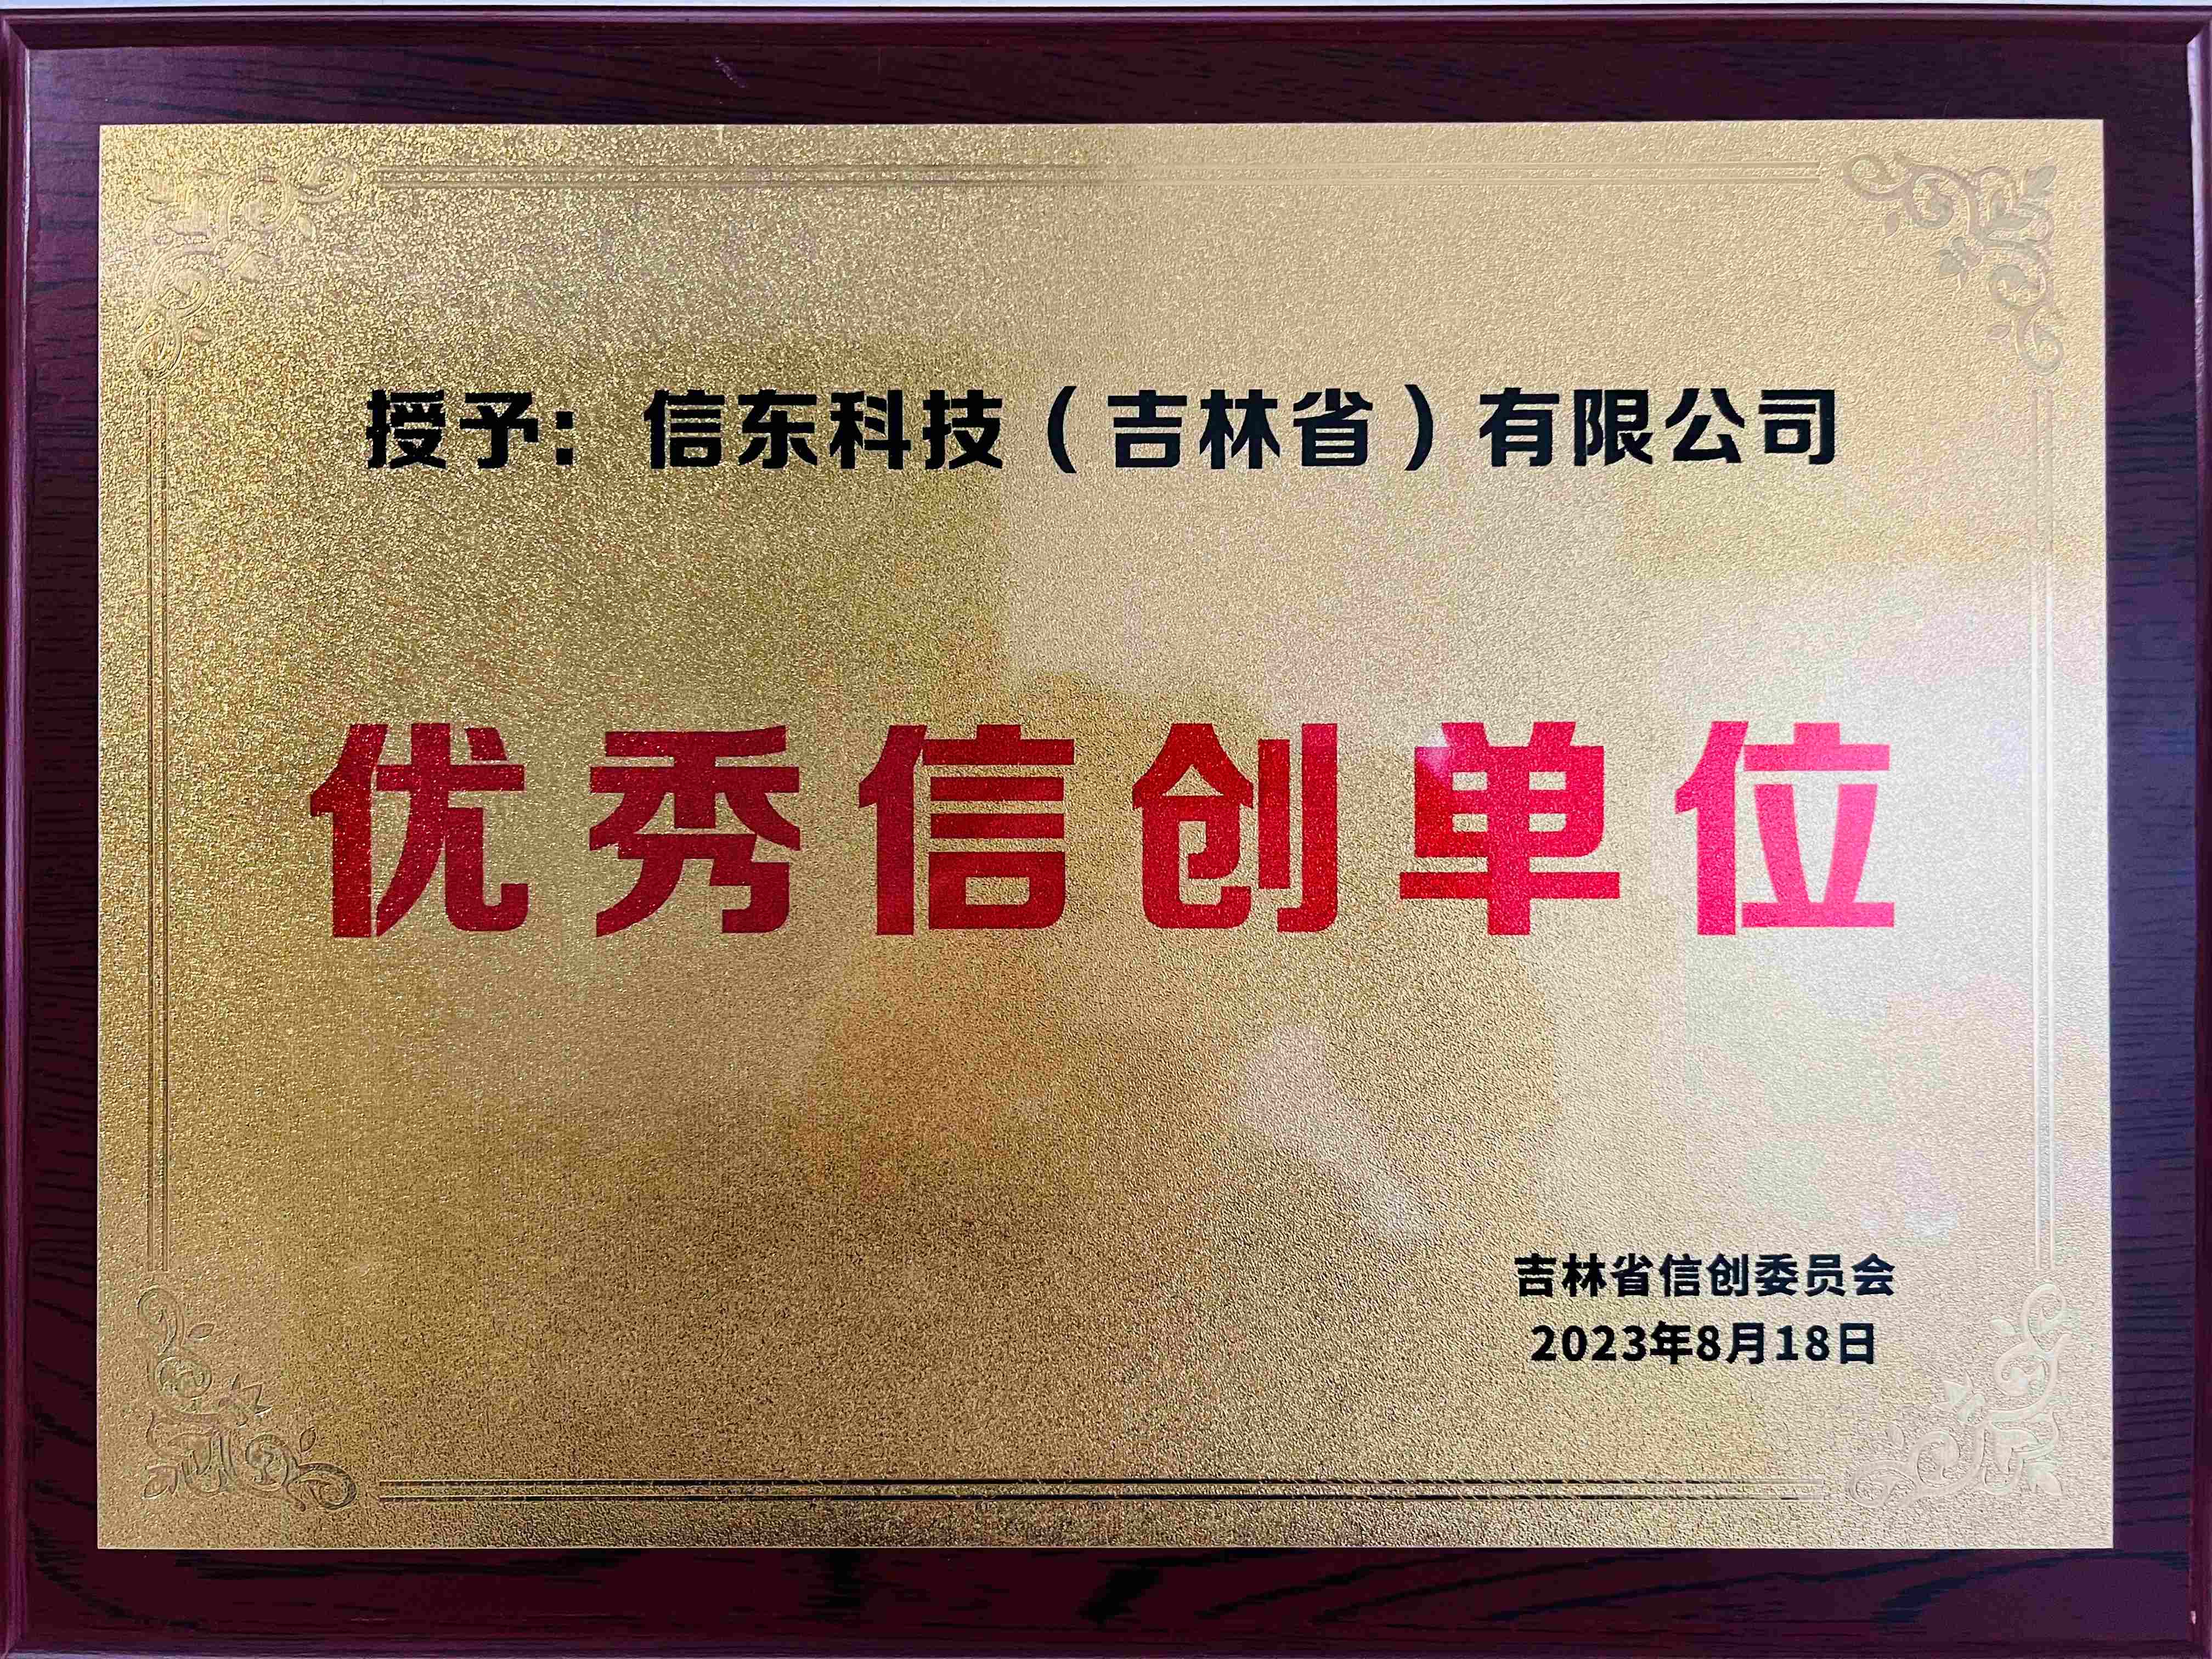 授予：信东科技（吉林省）有限公司
优秀信创单位
吉林省信创委员会
2023年8月18日